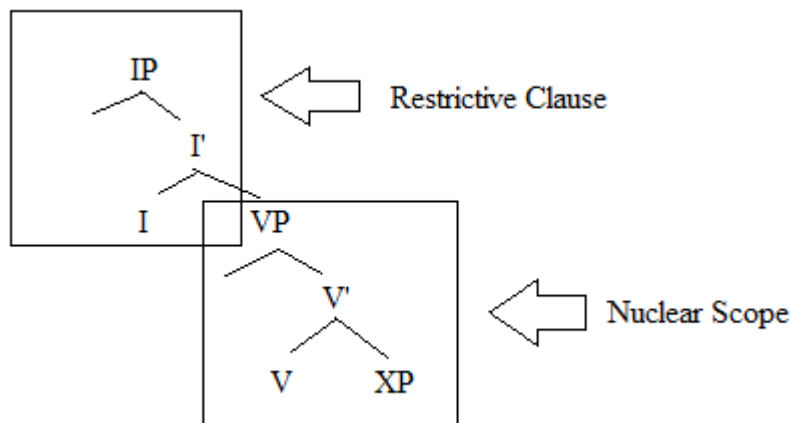 IP
Restrictive Clause
I'
I VP
V'
Nuclear Scope
V XP